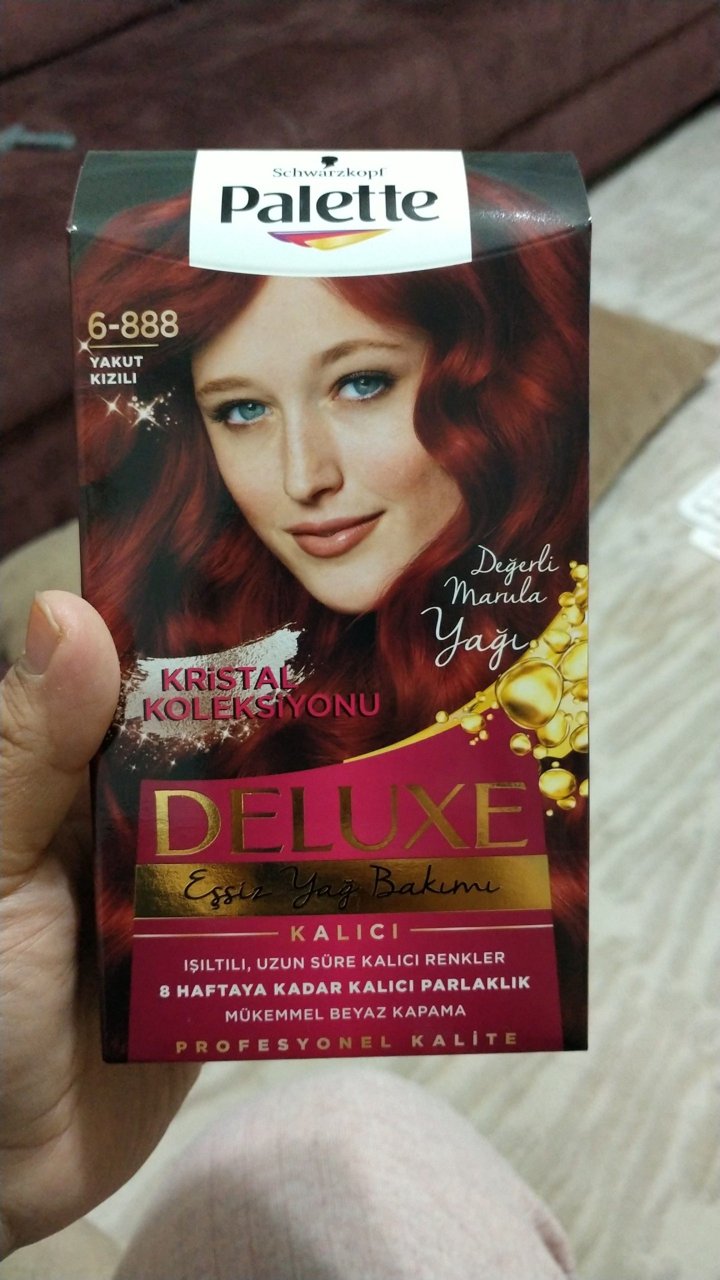 Schwarzkopf
Palette
6-888
YAKUT
KIZILI
Değerli
Marula
Yağı
KRiSTAL
KOLEKSiYONU
DELUXE
Eşsiz Yağ Bakımı
KALICI
IŞILTILI, UZUN SÜRE KALICI RENKLER
8 HAFTAYA KADAR KALICI PARLAKLIK
MÜKEMMEL BEYAZ KAPAMA
PROFESYONEL KALİTE